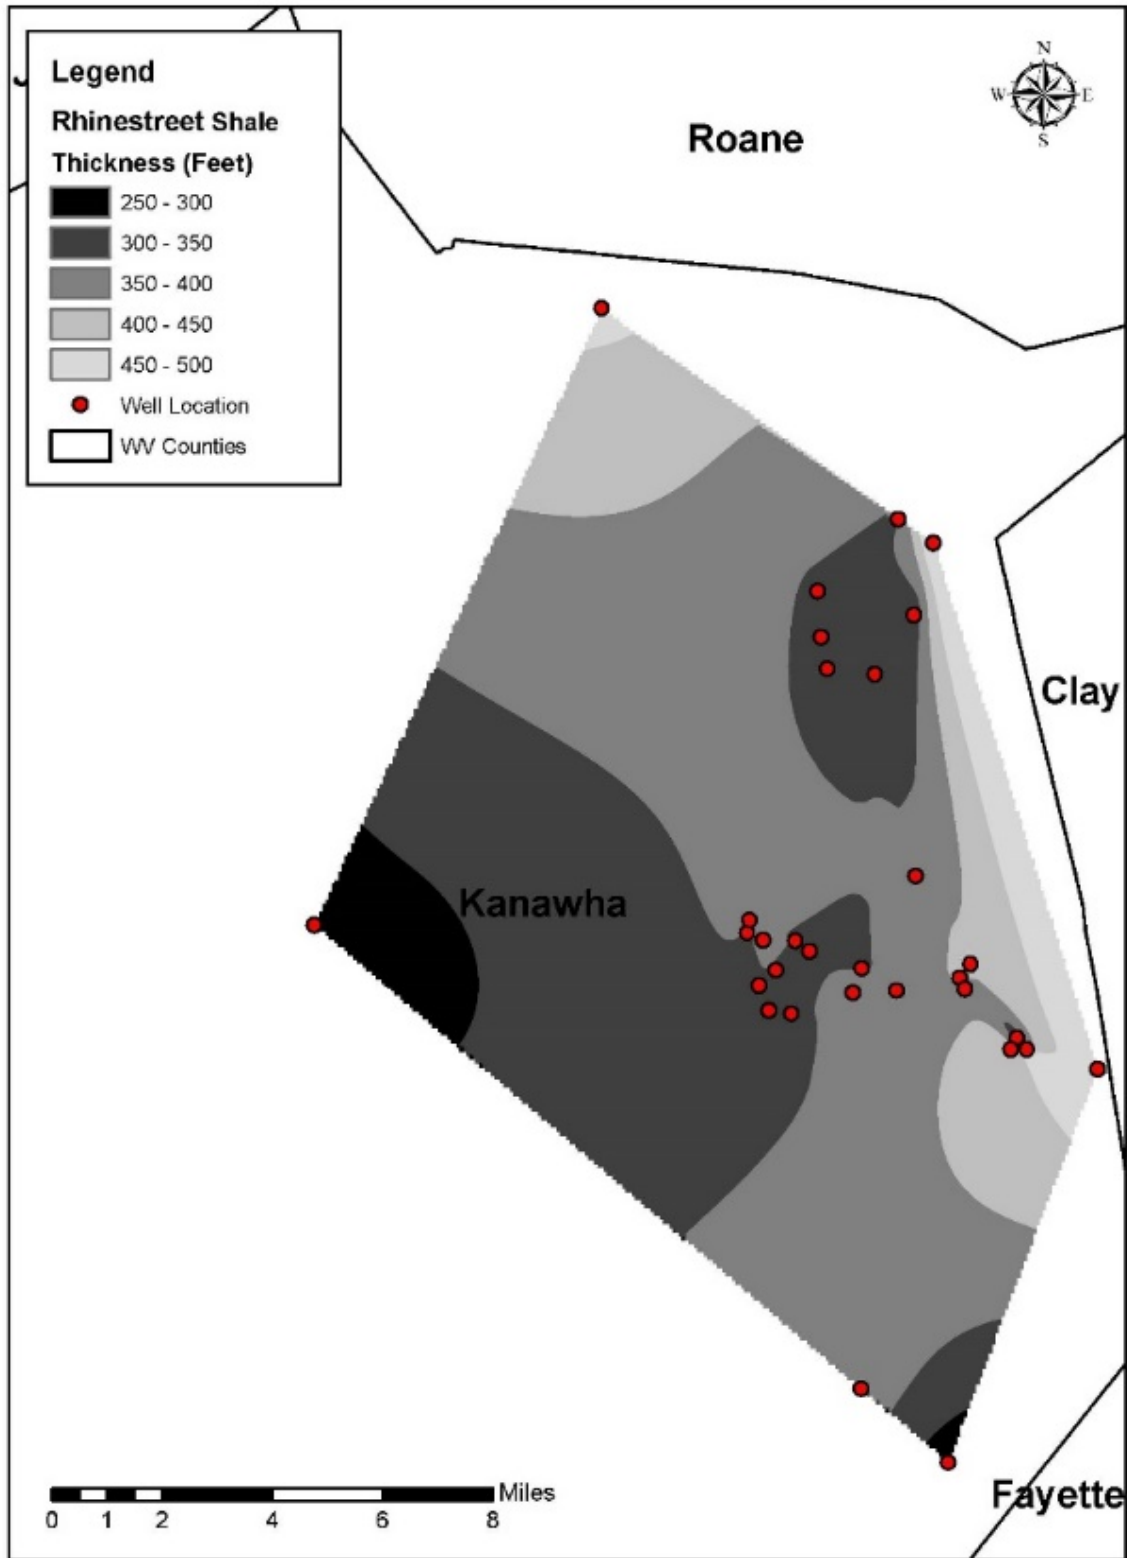 Legend
Rhinestreet Shale
Thickness (Feet)
250 - 300
300 - 350
350 - 400
400 - 450
450 - 500
Well Location
WV Counties
Roane
N
W E
S
Clay
Kanawha
Fayette
Miles
0 1 2 4 6 8